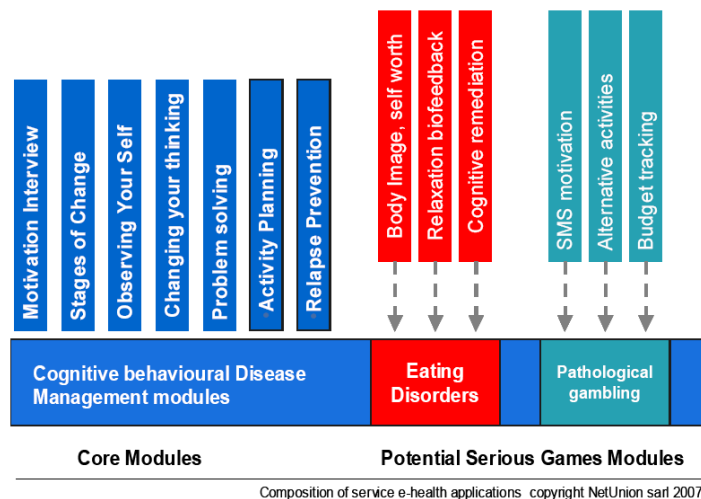 Motivation Interview
Stages of Change
Observing Your Self
Changing your thinking
Problem solving
Activity Planning
Relapse Prevention
Body Image, self worth
Relaxation biofeedback
Cognitive remediation
SMS motivation
Alternative activities
Budget tracking
Cognitive behavioural Disease
Management modules
Eating
Disorders
Pathological
gambling
Core Modules
Potential Serious Games Modules
Composition of service e-health applications copyright NetUnion sarl 2007